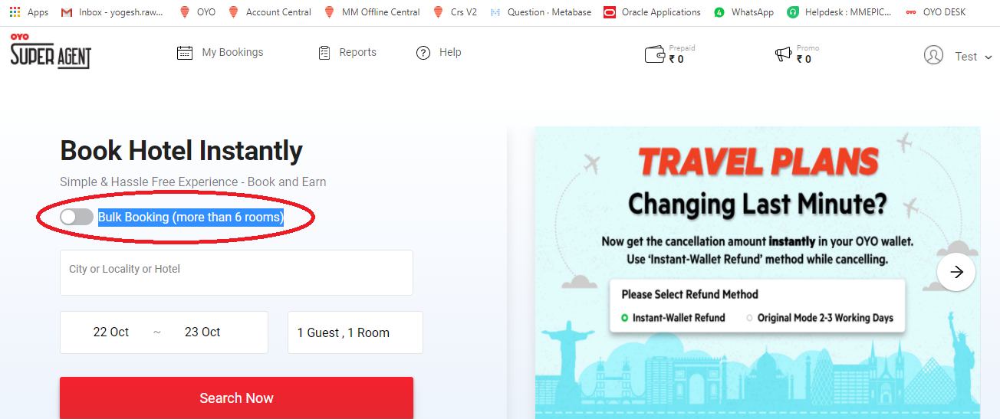 Apps Inbox - yogesh.raw... OYO Account Central MM Offline Central Crs V2 Question · Metabase Oracle Applications WhatsApp Helpdesk : MMEPIC... OYO DESK
OYO
SUPER AGENT
My Bookings Reports Help
Prepaid
₹ 0
Promo
₹ 0
Test
Book Hotel Instantly
Simple & Hassle Free Experience - Book and Earn
Bulk Booking (more than 6 rooms)
City or Locality or Hotel
22 Oct ~ 23 Oct
1 Guest , 1 Room
Search Now
TRAVEL PLANS
Changing Last Minute?
Now get the cancellation amount instantly in your OYO wallet.
Use ‘Instant-Wallet Refund’ method while cancelling.
Please Select Refund Method
Instant-Wallet Refund Original Mode 2-3 Working Days